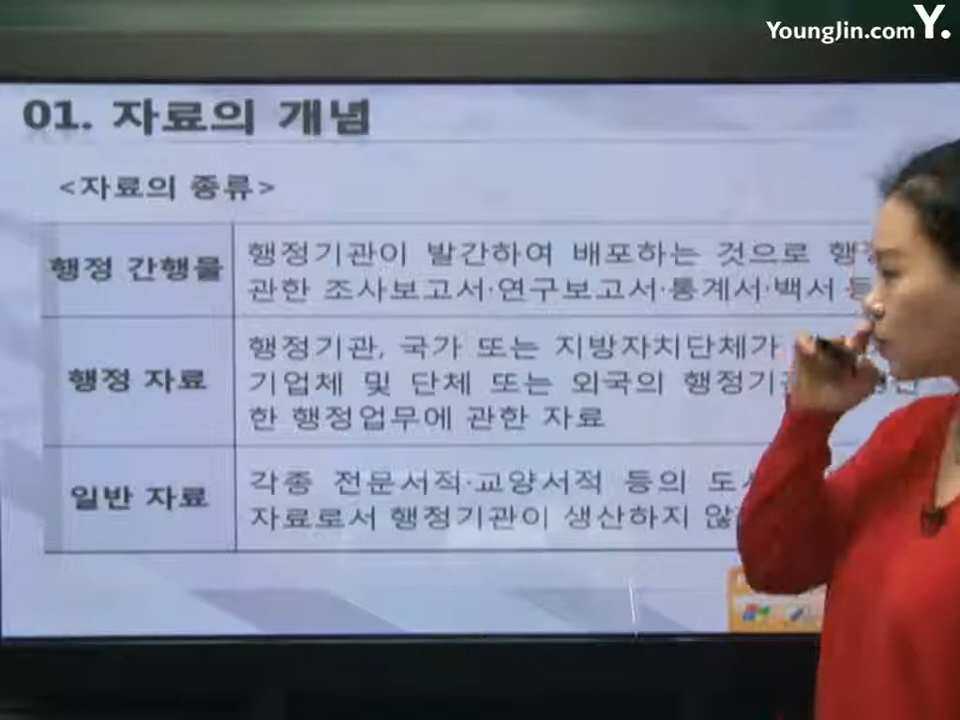 YoungJin.com Y.
01. 자료의 개념
<자료의 종류>
행정 간행물
행정기관이 발간하여 배포하는 것으로
관한 조사보고서·연구보고서·통계서·백서
행정 자료
행정기관, 국가 또는 지방자치단체가
기업체 및 단체 또는 외국의
한 행정업무에 관한 자료
일반 자료
각종 전문서적·교양서적 등의
자료로서 행정기관이 생산하지